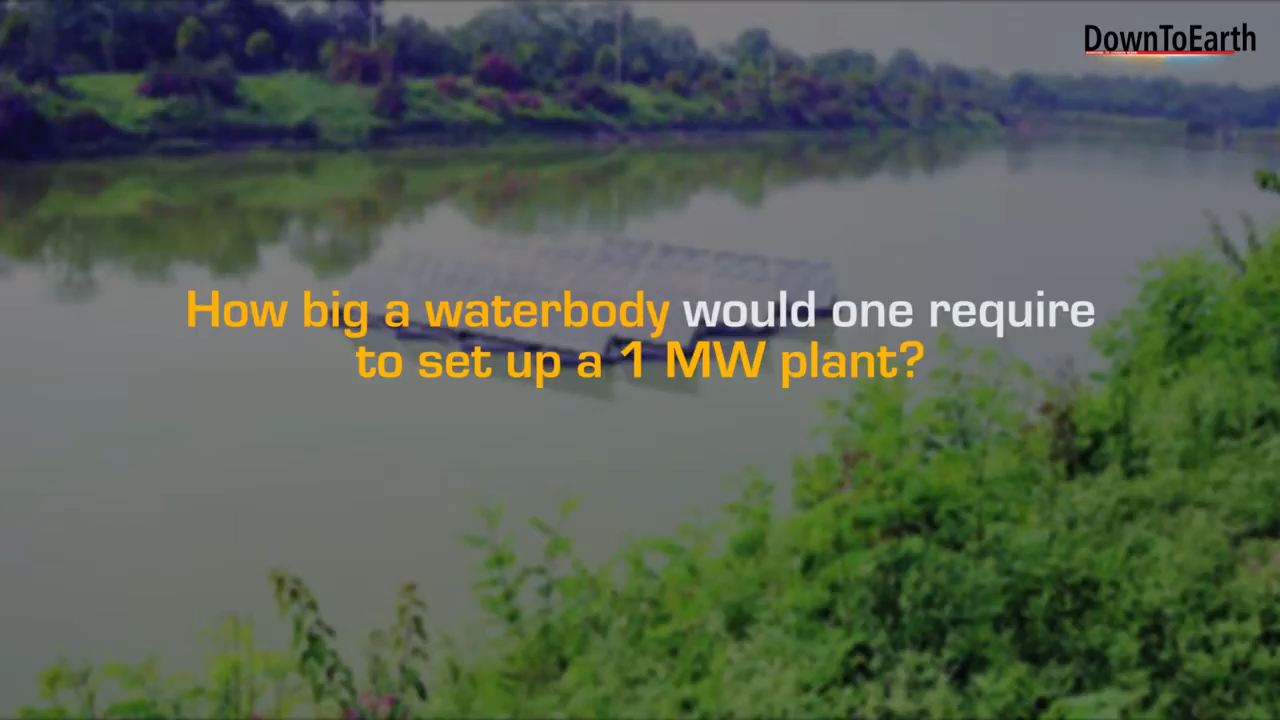 DownToEarth
How big a waterbody would one require
to set up a 1 MW plant?